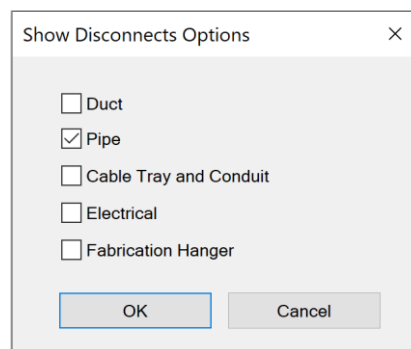 Show Disconnects Options
Duct
Pipe
Cable Tray and Conduit
Electrical
Fabrication Hanger
OK Cancel